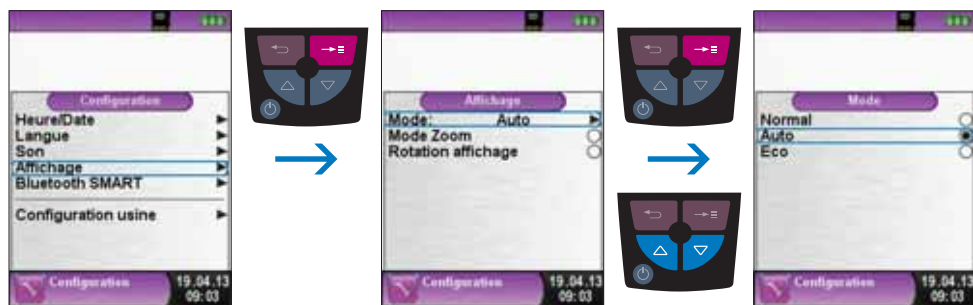 Configuration
Heure/Date
Langue
Son
Affichage
Bluetooth SMART
Configuration usine
Configuration
19.04.13
09:03
Affichage
Mode: Auto
Mode Zoom
Rotation affichage
Configuration
19.04.13
09:03
Mode
Normal
Auto
Eco
Configuration
19.04.13
09:03